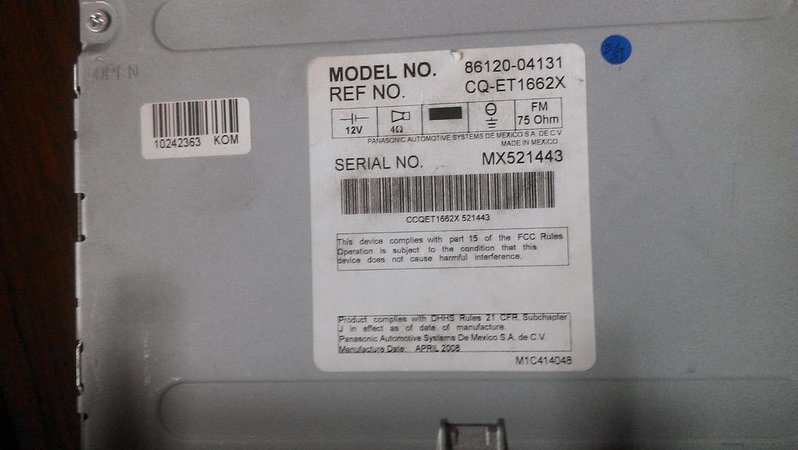 OPEN
10242363 KOM
MODEL NO. 86120-04131
REF NO. CQ-ET1662X
12V
4Ω
FM
75 Ohm
PANASONIC AUTOMOTIVE SYSTEMS DE MEXICO S.A. DE C.V
MADE IN MEXICO
SERIAL NO. MX521443
CCQET1662X 521443
This device complies with part 15 of the FCC Rules
Operation is subject to the condition that this
device does not cause harmful interference.
Product complies with DHHS Rules 21 CFR Subchapter
J in effect as of date of manufacture.
Panasonic Automotive Systems De Mexico S.A. de C.V.
Manufacture Date: APRIL 2008
M1C414048